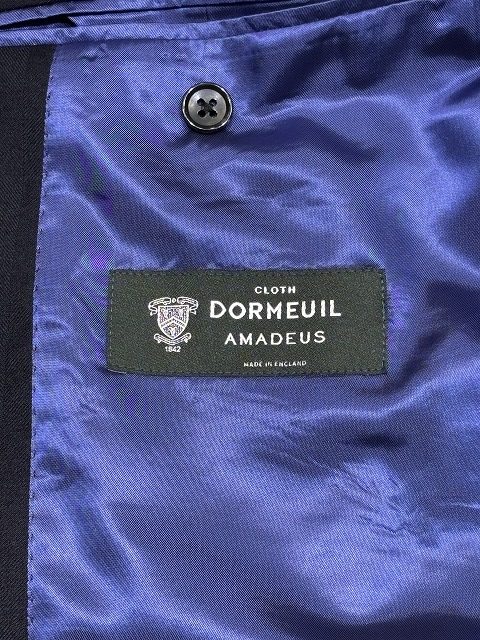 CLOTH
DORMEUIL
AMADEUS
1842
MADE IN ENGLAND